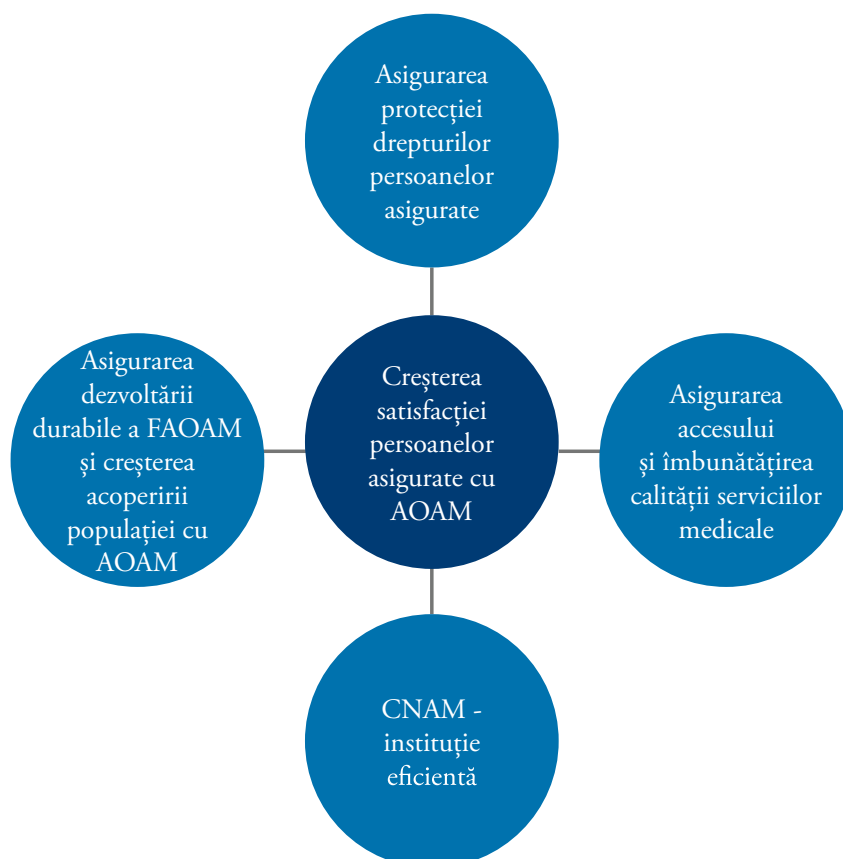 Asigurarea
protecției
drepturilor
persoanelor
asigurate
Asigurarea
dezvoltării
durabile a FAOAM
și creșterea
acoperirii
populației cu
AOAM
Creșterea
satisfacției
persoanelor
asigurate cu
AOAM
Asigurarea
accesului
și îmbunătățirea
calității serviciilor
medicale
CNAM -
instituție
eficientă